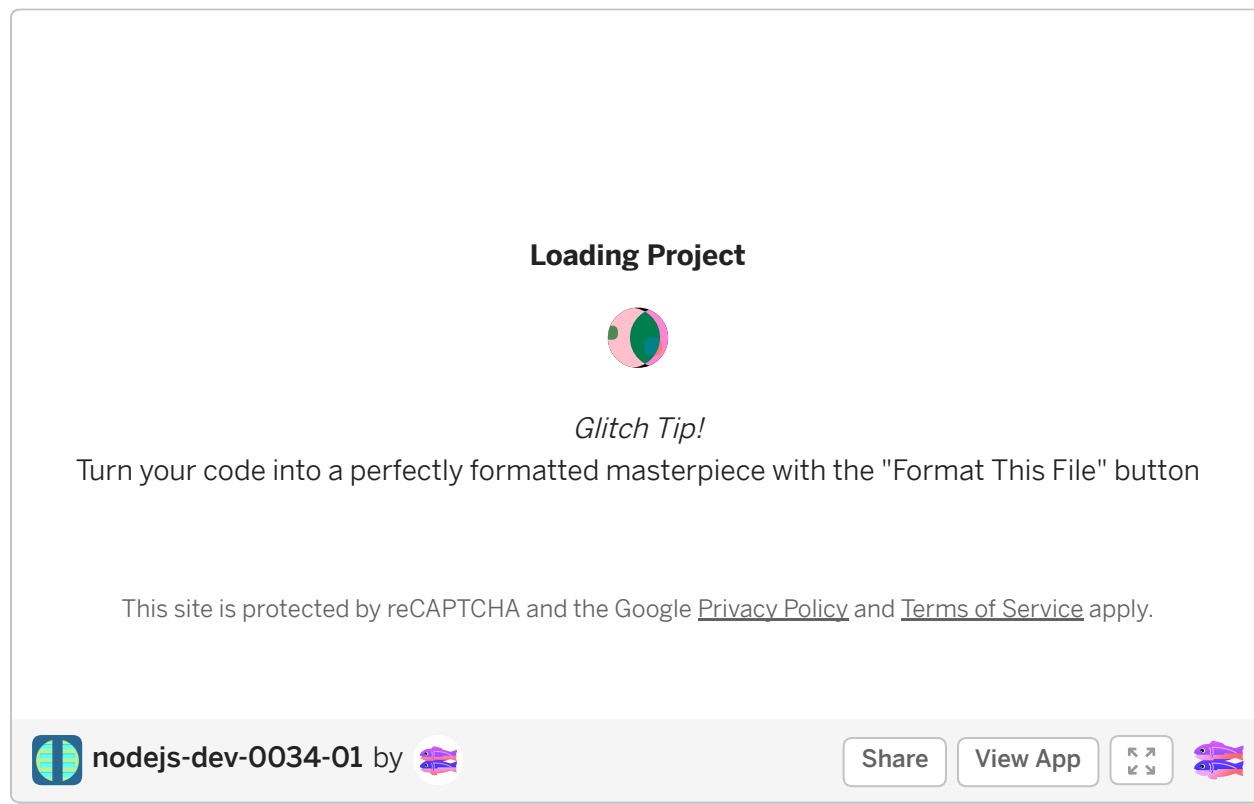 Loading Project
Glitch Tip!
Turn your code into a perfectly formatted masterpiece with the "Format This File" button
This site is protected by reCAPTCHA and the Google Privacy Policy and Terms of Service apply.
nodejs-dev-0034-01 by
Share
View App